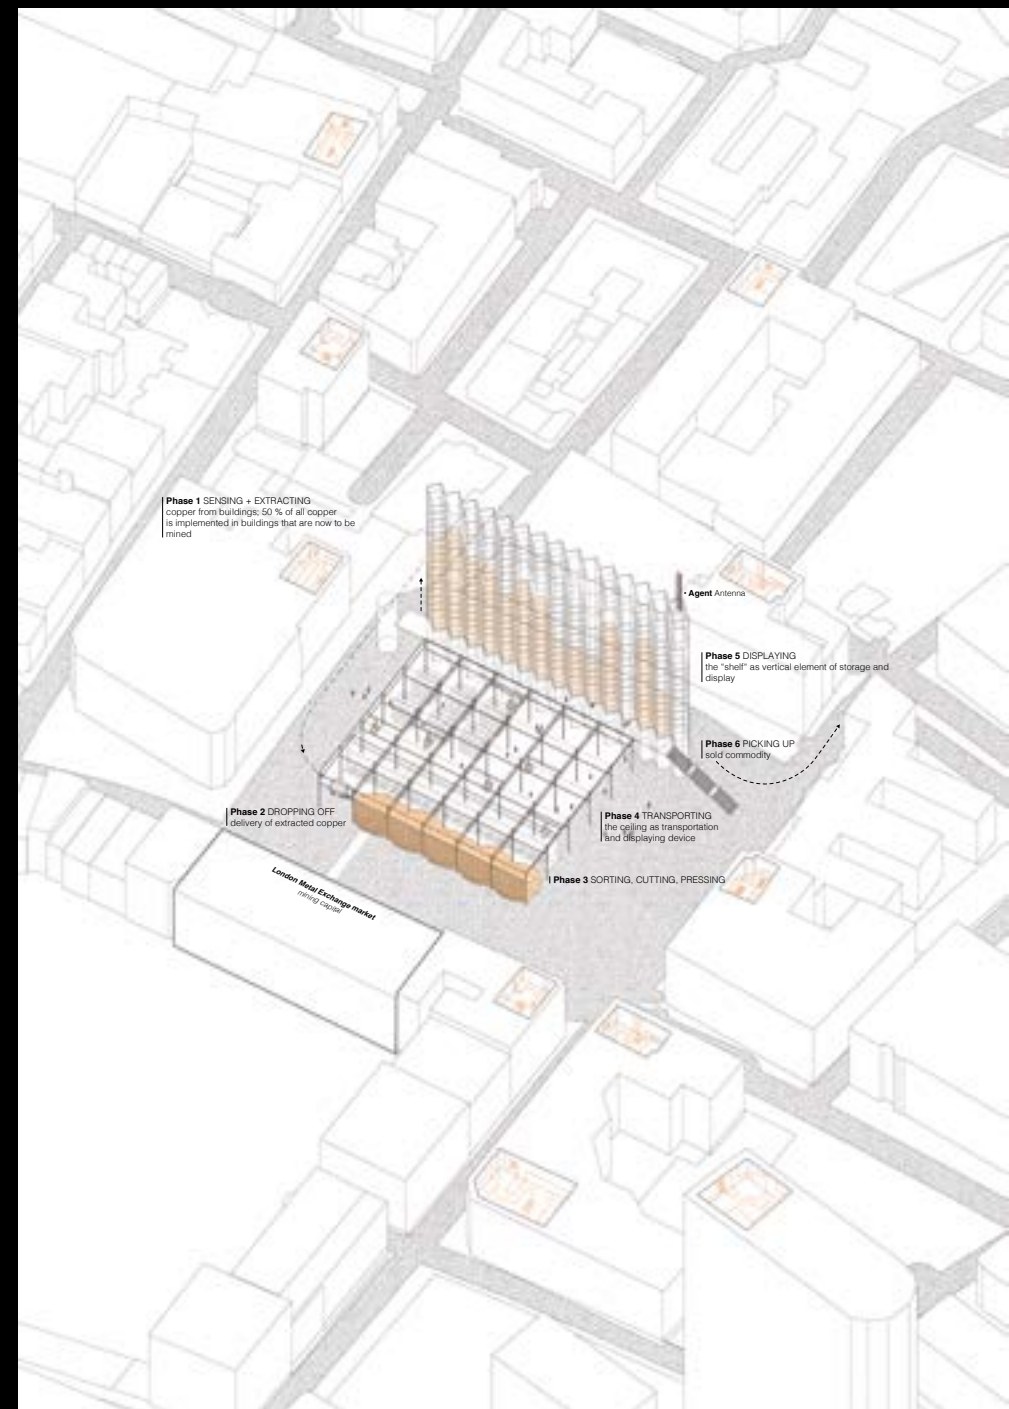 Phase 1 SENSING + EXTRACTING
copper from buildings; 50 % of all copper
is implemented in buildings that are now to be
mined
- Agent Antenna
Phase 5 DISPLAYING
the "shelf" as vertical element of storage and
display
Phase 6 PICKING UP
sold commodity
Phase 2 DROPPING OFF
delivery of extracted copper
Phase 4 TRANSPORTING
the ceiling as transportation
and displaying device
Phase 3 SORTING, CUTTING, PRESSING
London Metal Exchange market
mining capital